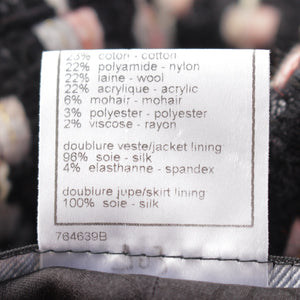 23% coton - cotton
22% polyamide - nylon
22% laine - wool
22% acrylique - acrylic
6% mohair - mohair
3% polyester - polyester
2% viscose - rayon
doublure veste/jacket lining
96% soie - silk
4% elasthanne - spandex
doublure jupe/skirt lining
100% soie - silk
764639B